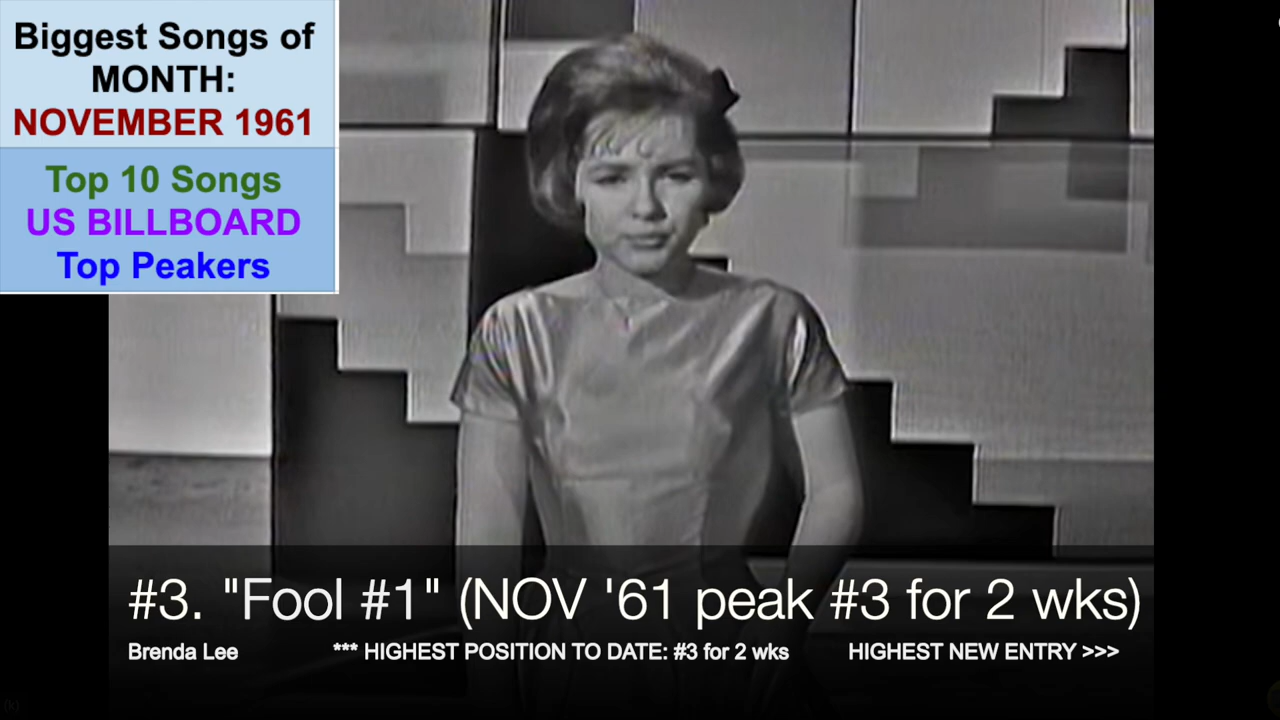 Biggest Songs of
MONTH:
NOVEMBER 1961
Top 10 Songs
US BILLBOARD
Top Peakers
#3. "Fool #1" (NOV '61 peak #3 for 2 wks)
Brenda Lee *** HIGHEST POSITION TO DATE: #3 for 2 wks HIGHEST NEW ENTRY >>>